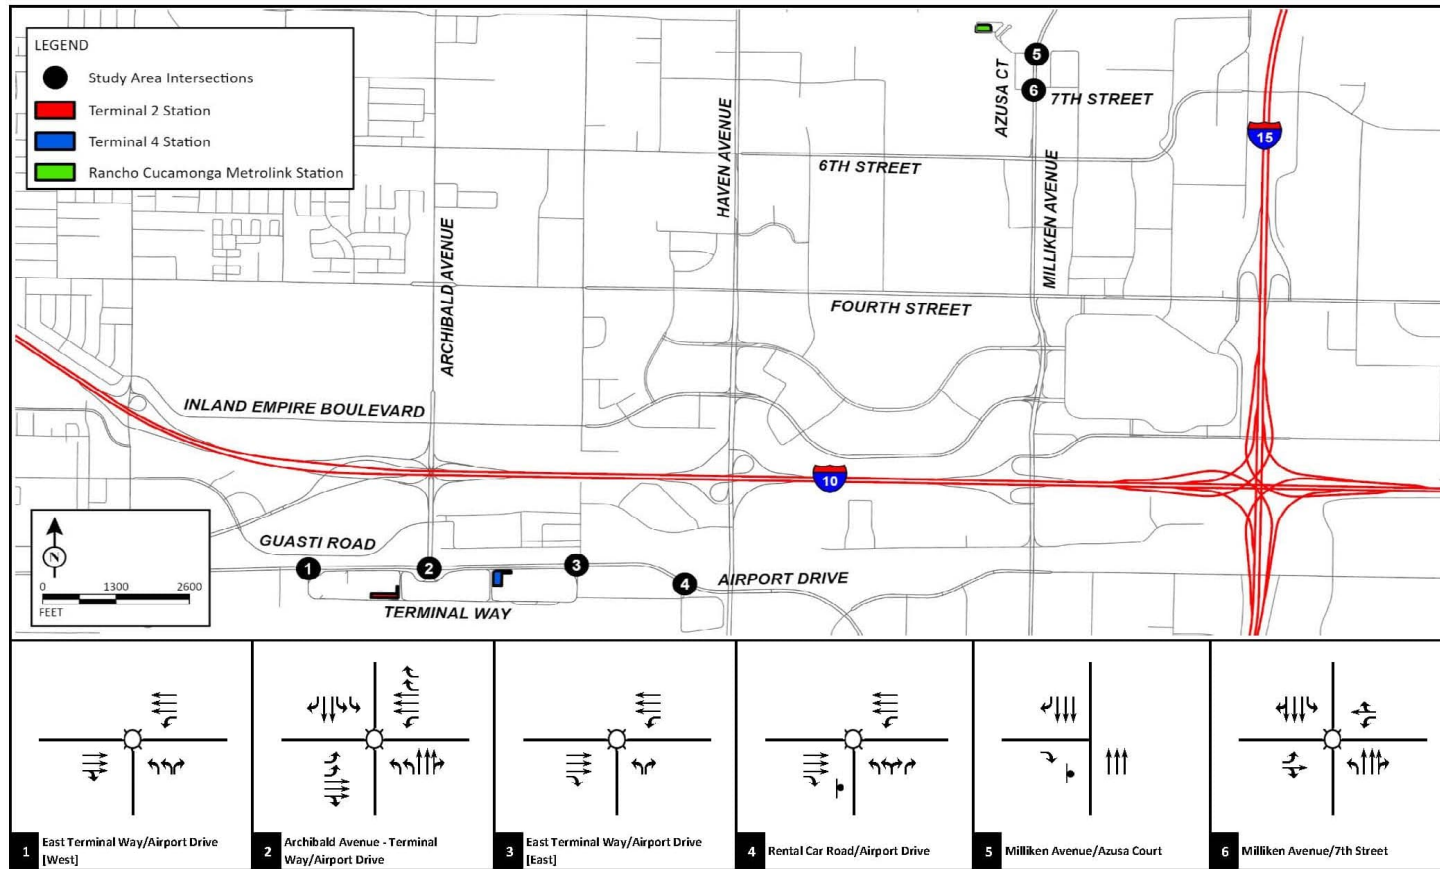 LEGEND
Study Area Intersections
Terminal 2 Station
Terminal 4 Station
Rancho Cucamonga Metrolink Station
5
6
AZUSA CT
7TH STREET
15
HAVEN AVENUE
6TH STREET
MILLIKEN AVENUE
ARCHIBALD AVENUE
FOURTH STREET
INLAND EMPIRE BOULEVARD
10
N
0 1300 2600
FEET
GUASTI ROAD
1
2
3
4
AIRPORT DRIVE
TERMINAL WAY
1 East Terminal Way/Airport Drive
[West]
2 Archibald Avenue - Terminal
Way/Airport Drive
3 East Terminal Way/Airport Drive
[East]
4 Rental Car Road/Airport Drive
5 Milliken Avenue/Azusa Court
6 Milliken Avenue/7th Street